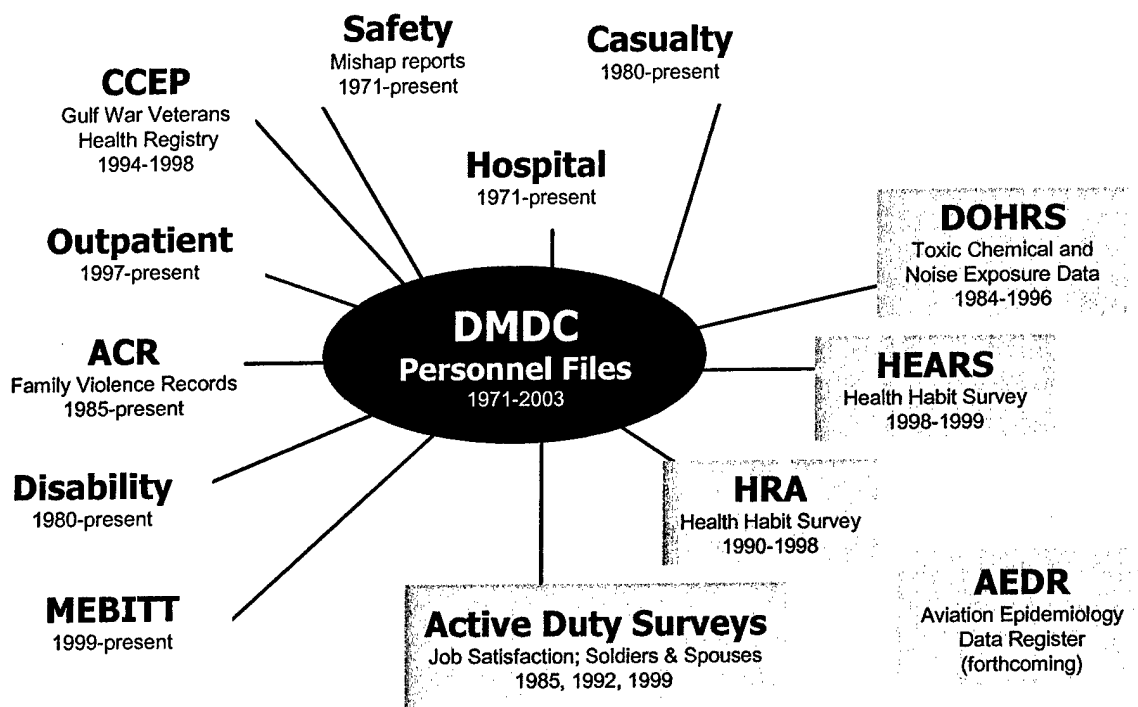 Safety
Mishap reports
1971-present
Casualty
1980-present
CCEP
Gulf War Veterans
Health Registry
1994-1998
Hospital
1971-present
DOHRS
Toxic Chemical and
Noise Exposure Data
1984-1996
Outpatient
1997-present
DMDC
Personnel Files
1971-2003
ACR
Family Violence Records
1985-present
HEARS
Health Habit Survey
1998-1999
Disability
1980-present
HRA
Health Habit Survey
1990-1998
MEBITT
1999-present
Active Duty Surveys
Job Satisfaction; Soldiers & Spouses
1985, 1992, 1999
AEDR
Aviation Epidemiology
Data Register
(forthcoming)